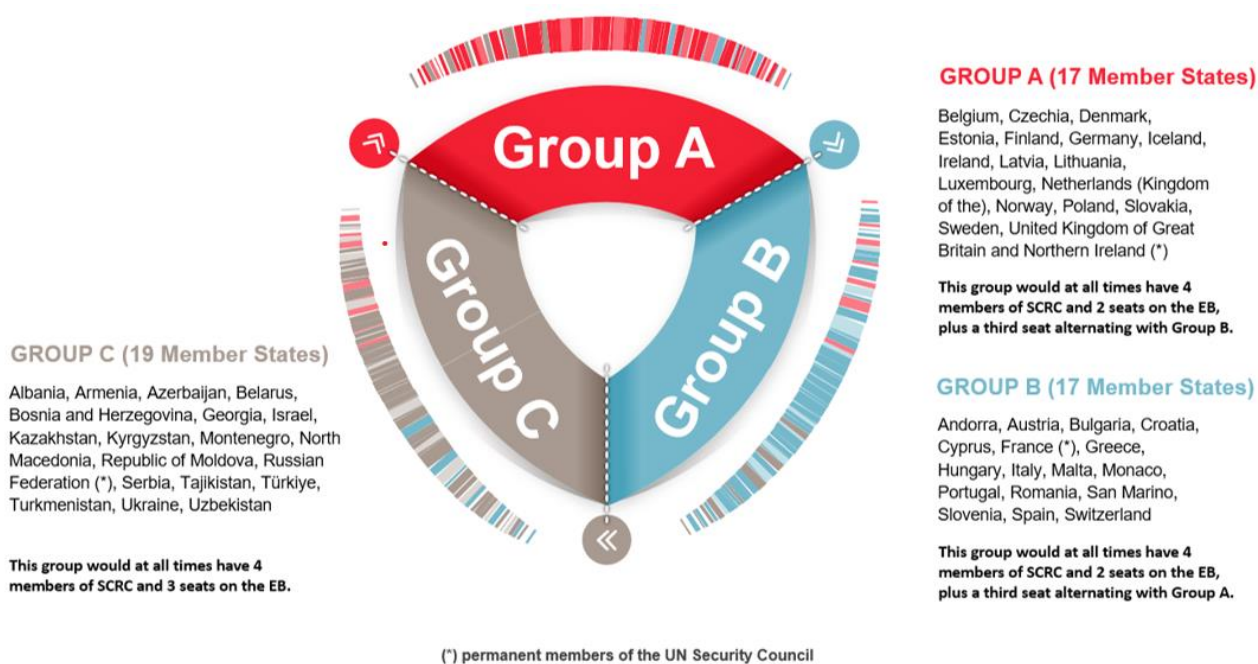 Group A
Group B
Group C
GROUP A (17 Member States)
Belgium, Czechia, Denmark,
Estonia, Finland, Germany, Iceland,
Ireland, Latvia, Lithuania,
Luxembourg, Netherlands (Kingdom
of the), Norway, Poland, Slovakia,
Sweden, United Kingdom of Great
Britain and Northern Ireland (*)
This group would at all times have 4
members of SCRC and 2 seats on the EB,
plus a third seat alternating with Group B.
GROUP B (17 Member States)
Andorra, Austria, Bulgaria, Croatia,
Cyprus, France (*), Greece,
Hungary, Italy, Malta, Monaco,
Portugal, Romania, San Marino,
Slovenia, Spain, Switzerland
This group would at all times have 4
members of SCRC and 2 seats on the EB,
plus a third seat alternating with Group A.
GROUP C (19 Member States)
Albania, Armenia, Azerbaijan, Belarus,
Bosnia and Herzegovina, Georgia, Israel,
Kazakhstan, Kyrgyzstan, Montenegro, North
Macedonia, Republic of Moldova, Russian
Federation (*), Serbia, Tajikistan, Türkiye,
Turkmenistan, Ukraine, Uzbekistan
This group would at all times have 4
members of SCRC and 3 seats on the EB.
(*) permanent members of the UN Security Council